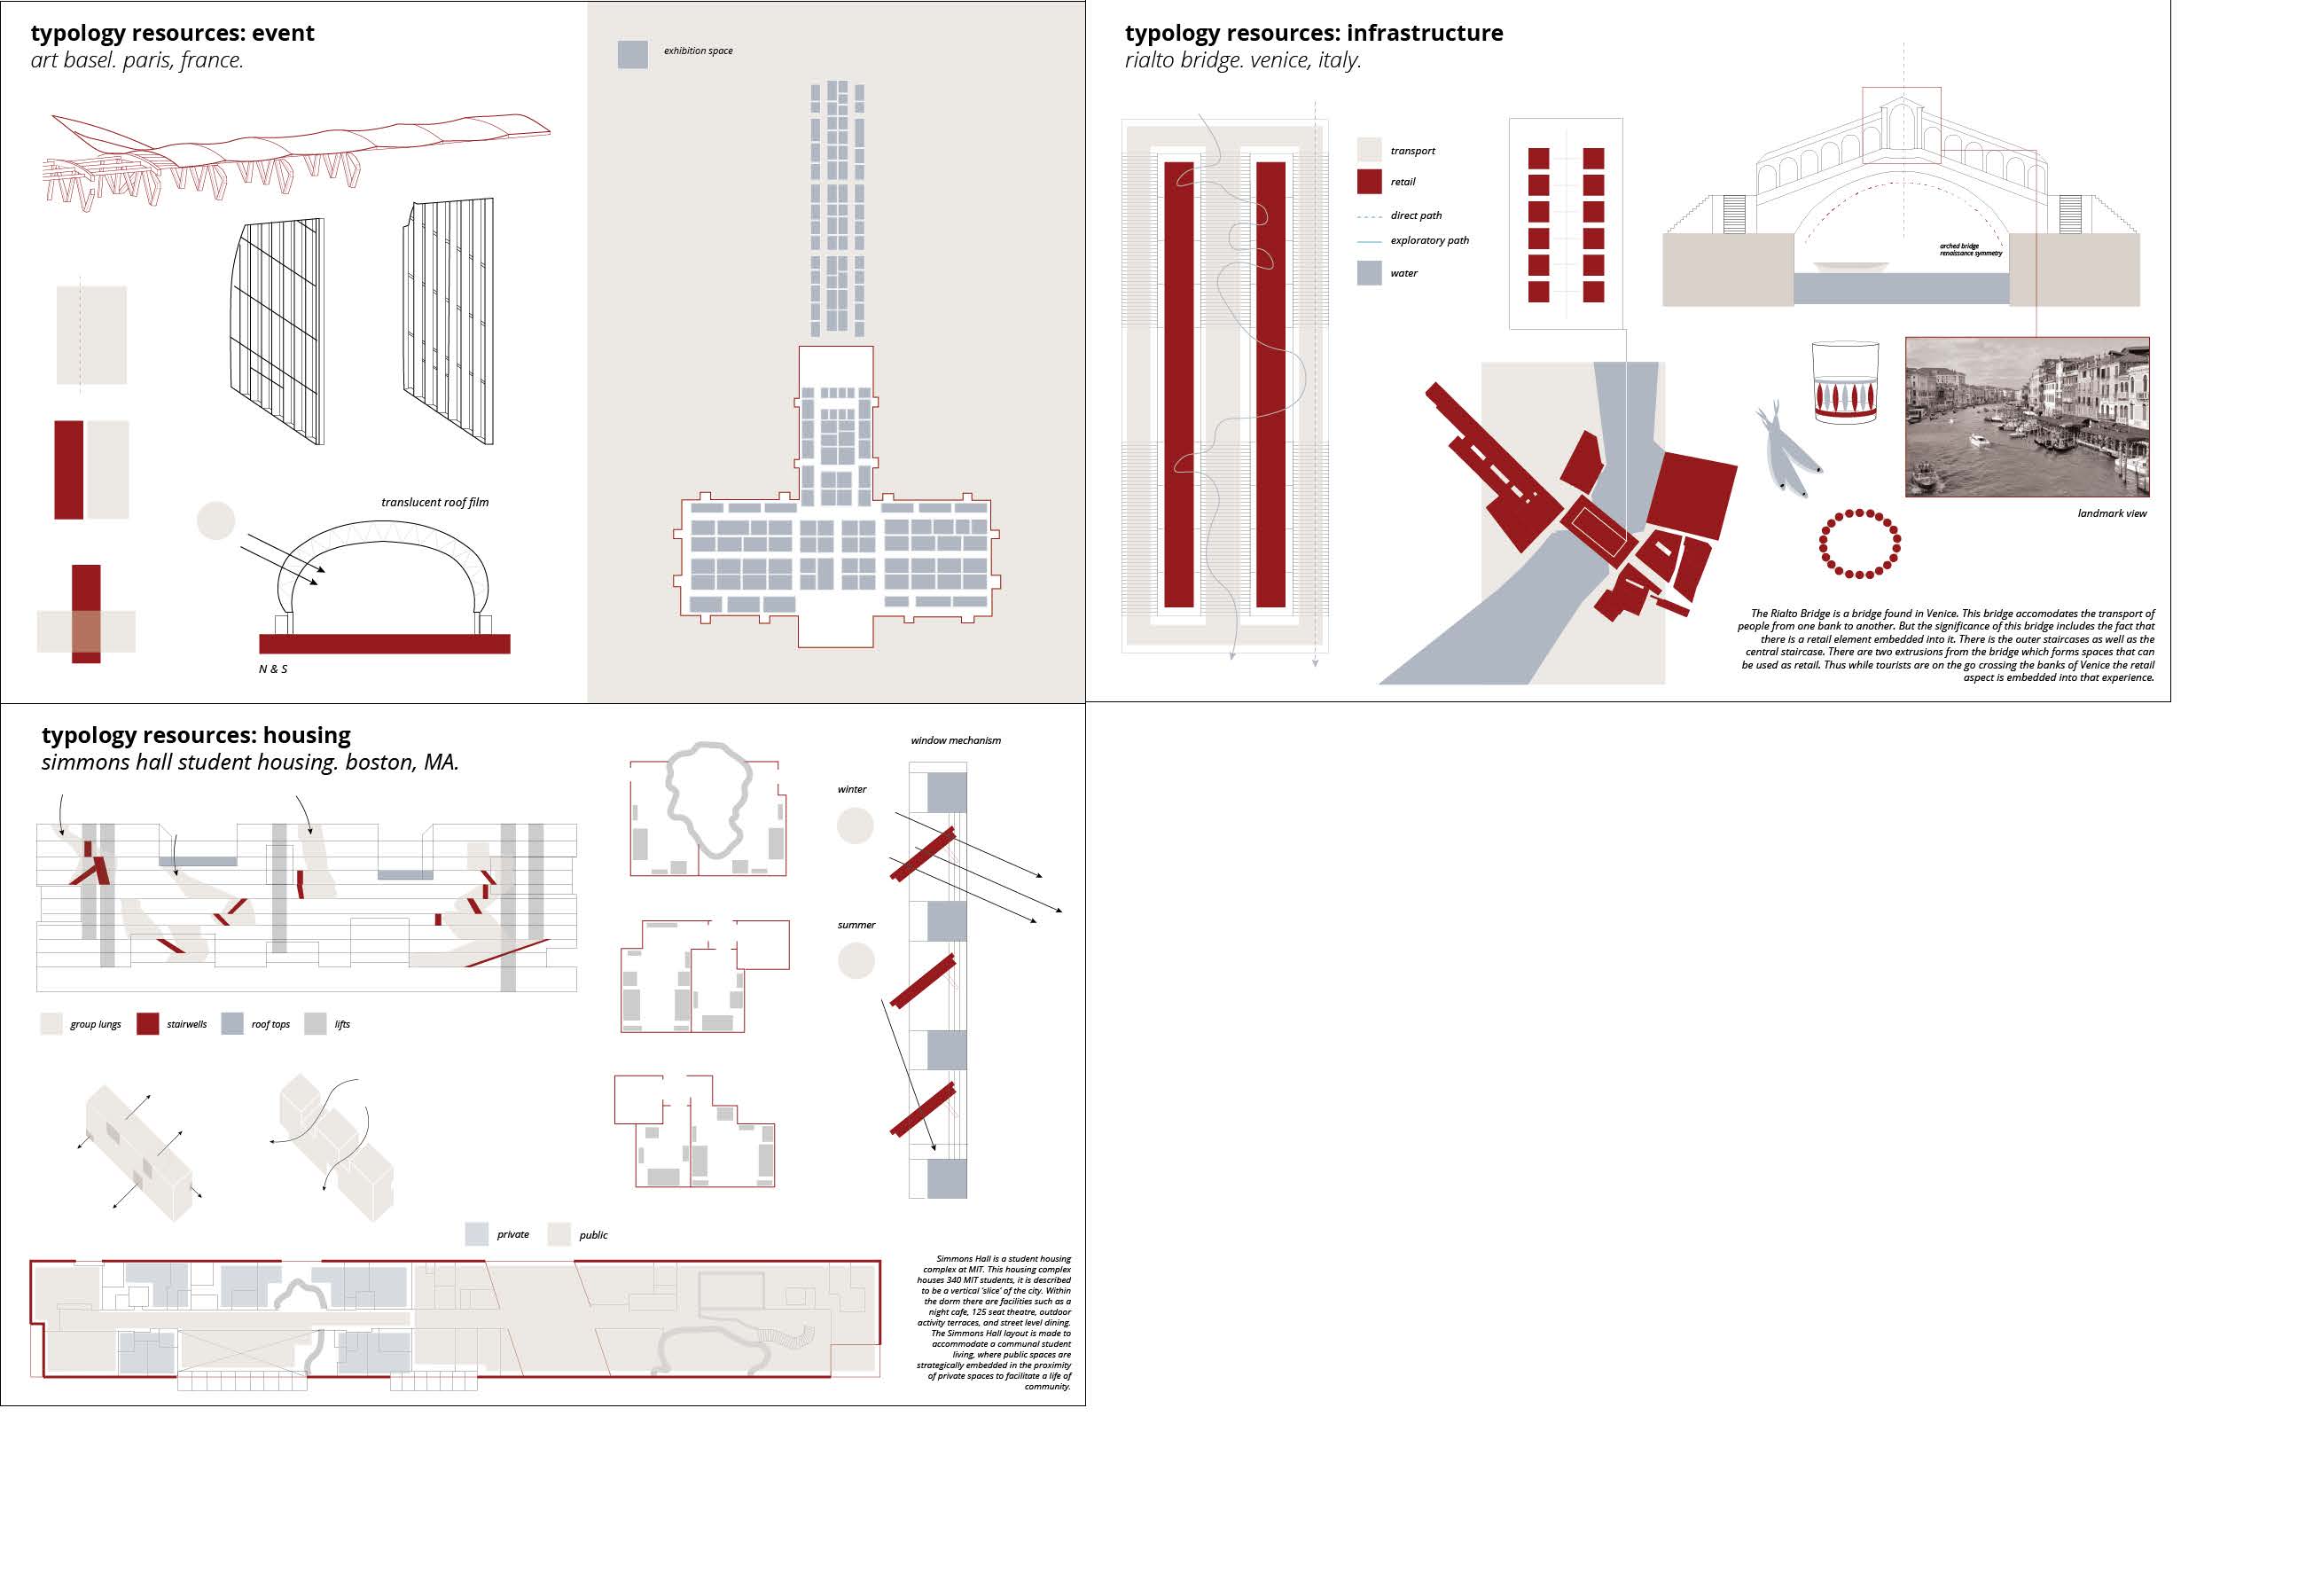 typology resources: event
art basel. paris, france.
exhibition space
translucent roof film
N & S
typology resources: infrastructure
rialto bridge. venice, italy.
transport
retail
direct path
exploratory path
water
arched bridge
renaissance symmetry
landmark view
The Rialto Bridge is a bridge found in Venice. This bridge accomodates the transport of
people from one bank to another. But the significance of this bridge includes the fact that
there is a retail element embedded into it. There is the outer staircases as well as the
central staircase. There are two extrusions from the bridge which forms spaces that can
be used as retail. Thus while tourists are on the go crossing the banks of Venice the retail
aspect is embedded into that experience.
typology resources: housing
simmons hall student housing. boston, MA.
window mechanism
winter
summer
group lungs
stairwells
roof tops
lifts
private
public
Simmons Hall is a student housing
complex at MIT. This housing complex
houses 340 MIT students, it is described
to be a vertical 'slice' of the city. Within
the dorm there are facilities such as a
night cafe, 125 seat theatre, outdoor
activity terraces, and street level dining.
The Simmons Hall layout is made to
accommodate a communal student
living, where public spaces are
strategically embedded in the proximity
of private spaces to facilitate a life of
community.